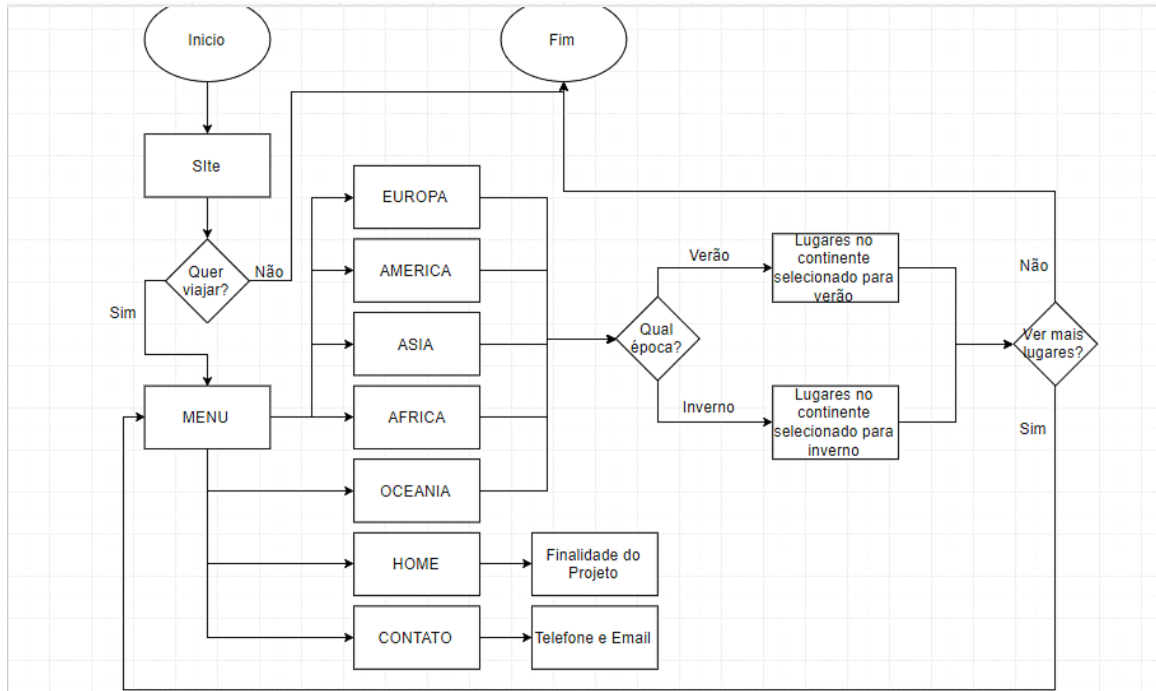 Inicio
Fim
SIte
Quer
viajar?
Não
Sim
MENU
EUROPA
AMERICA
ASIA
AFRICA
OCEANIA
HOME
CONTATO
Finalidade do
Projeto
Telefone e Email
Qual
época?
Verão
Inverno
Lugares no
continente
selecionado para
verão
Lugares no
continente
selecionado para
inverno
Ver mais
lugares?
Não
Sim